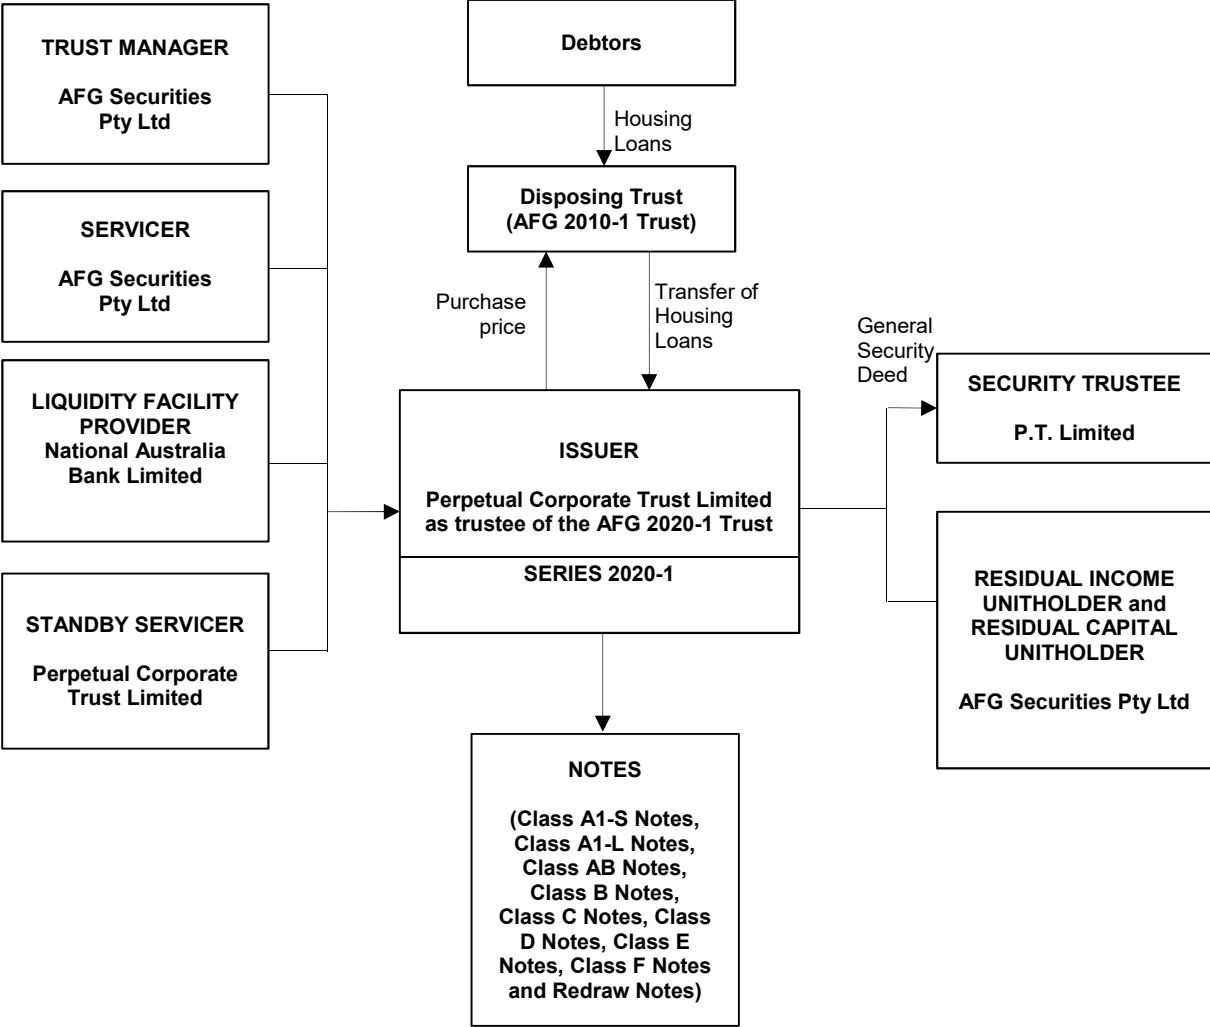 TRUST MANAGER
AFG Securities
Pty Ltd
Debtors
Housing
Loans
Disposing Trust
(AFG 2010-1 Trust)
SERVICER
AFG Securities
Pty Ltd
Purchase
price
Transfer of
Housing
Loans
General
Security
Deed
LIQUIDITY FACILITY
PROVIDER
National Australia
Bank Limited
ISSUER
Perpetual Corporate Trust Limited
as trustee of the AFG 2020-1 Trust
SERIES 2020-1
SECURITY TRUSTEE
P.T. Limited
STANDBY SERVICER
Perpetual Corporate
Trust Limited
RESIDUAL INCOME
UNITHOLDER and
RESIDUAL CAPITAL
UNITHOLDER
AFG Securities Pty Ltd
NOTES
(Class A1-S Notes,
Class A1-L Notes,
Class AB Notes,
Class B Notes,
Class C Notes, Class
D Notes, Class E
Notes, Class F Notes
and Redraw Notes)